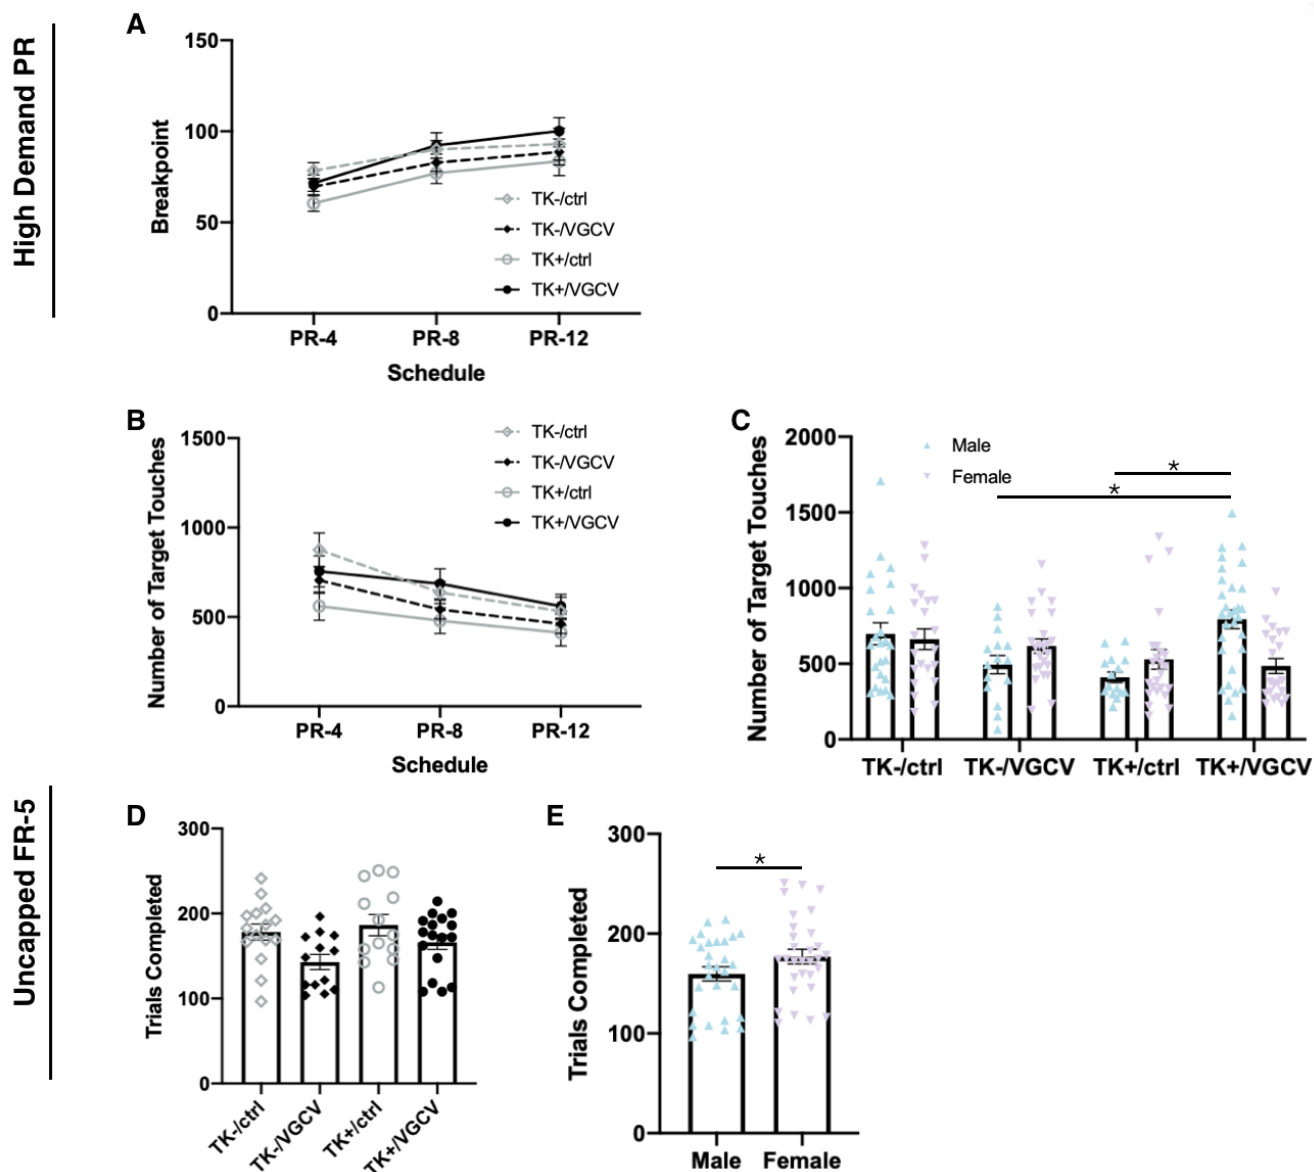 High Demand PR
A
150
100
50
0
Breakpoint
TK-/ctrl
TK-/VGCV
TK+/ctrl
TK+/VGCV
PR-4 PR-8 PR-12
Schedule
B
1500
1000
500
0
Number of Target Touches
TK-/ctrl
TK-/VGCV
TK+/ctrl
TK+/VGCV
PR-4 PR-8 PR-12
Schedule
C
2000
1500
1000
500
0
Number of Target Touches
Male
Female
*
*
TK-/ctrl TK-/VGCV TK+/ctrl TK+/VGCV
Uncapped FR-5
D
300
200
100
0
Trials Completed
TK-/ctrl
TK-/VGCV
TK+/ctrl
TK+/VGCV
E
300
200
100
0
Trials Completed
*
Male Female